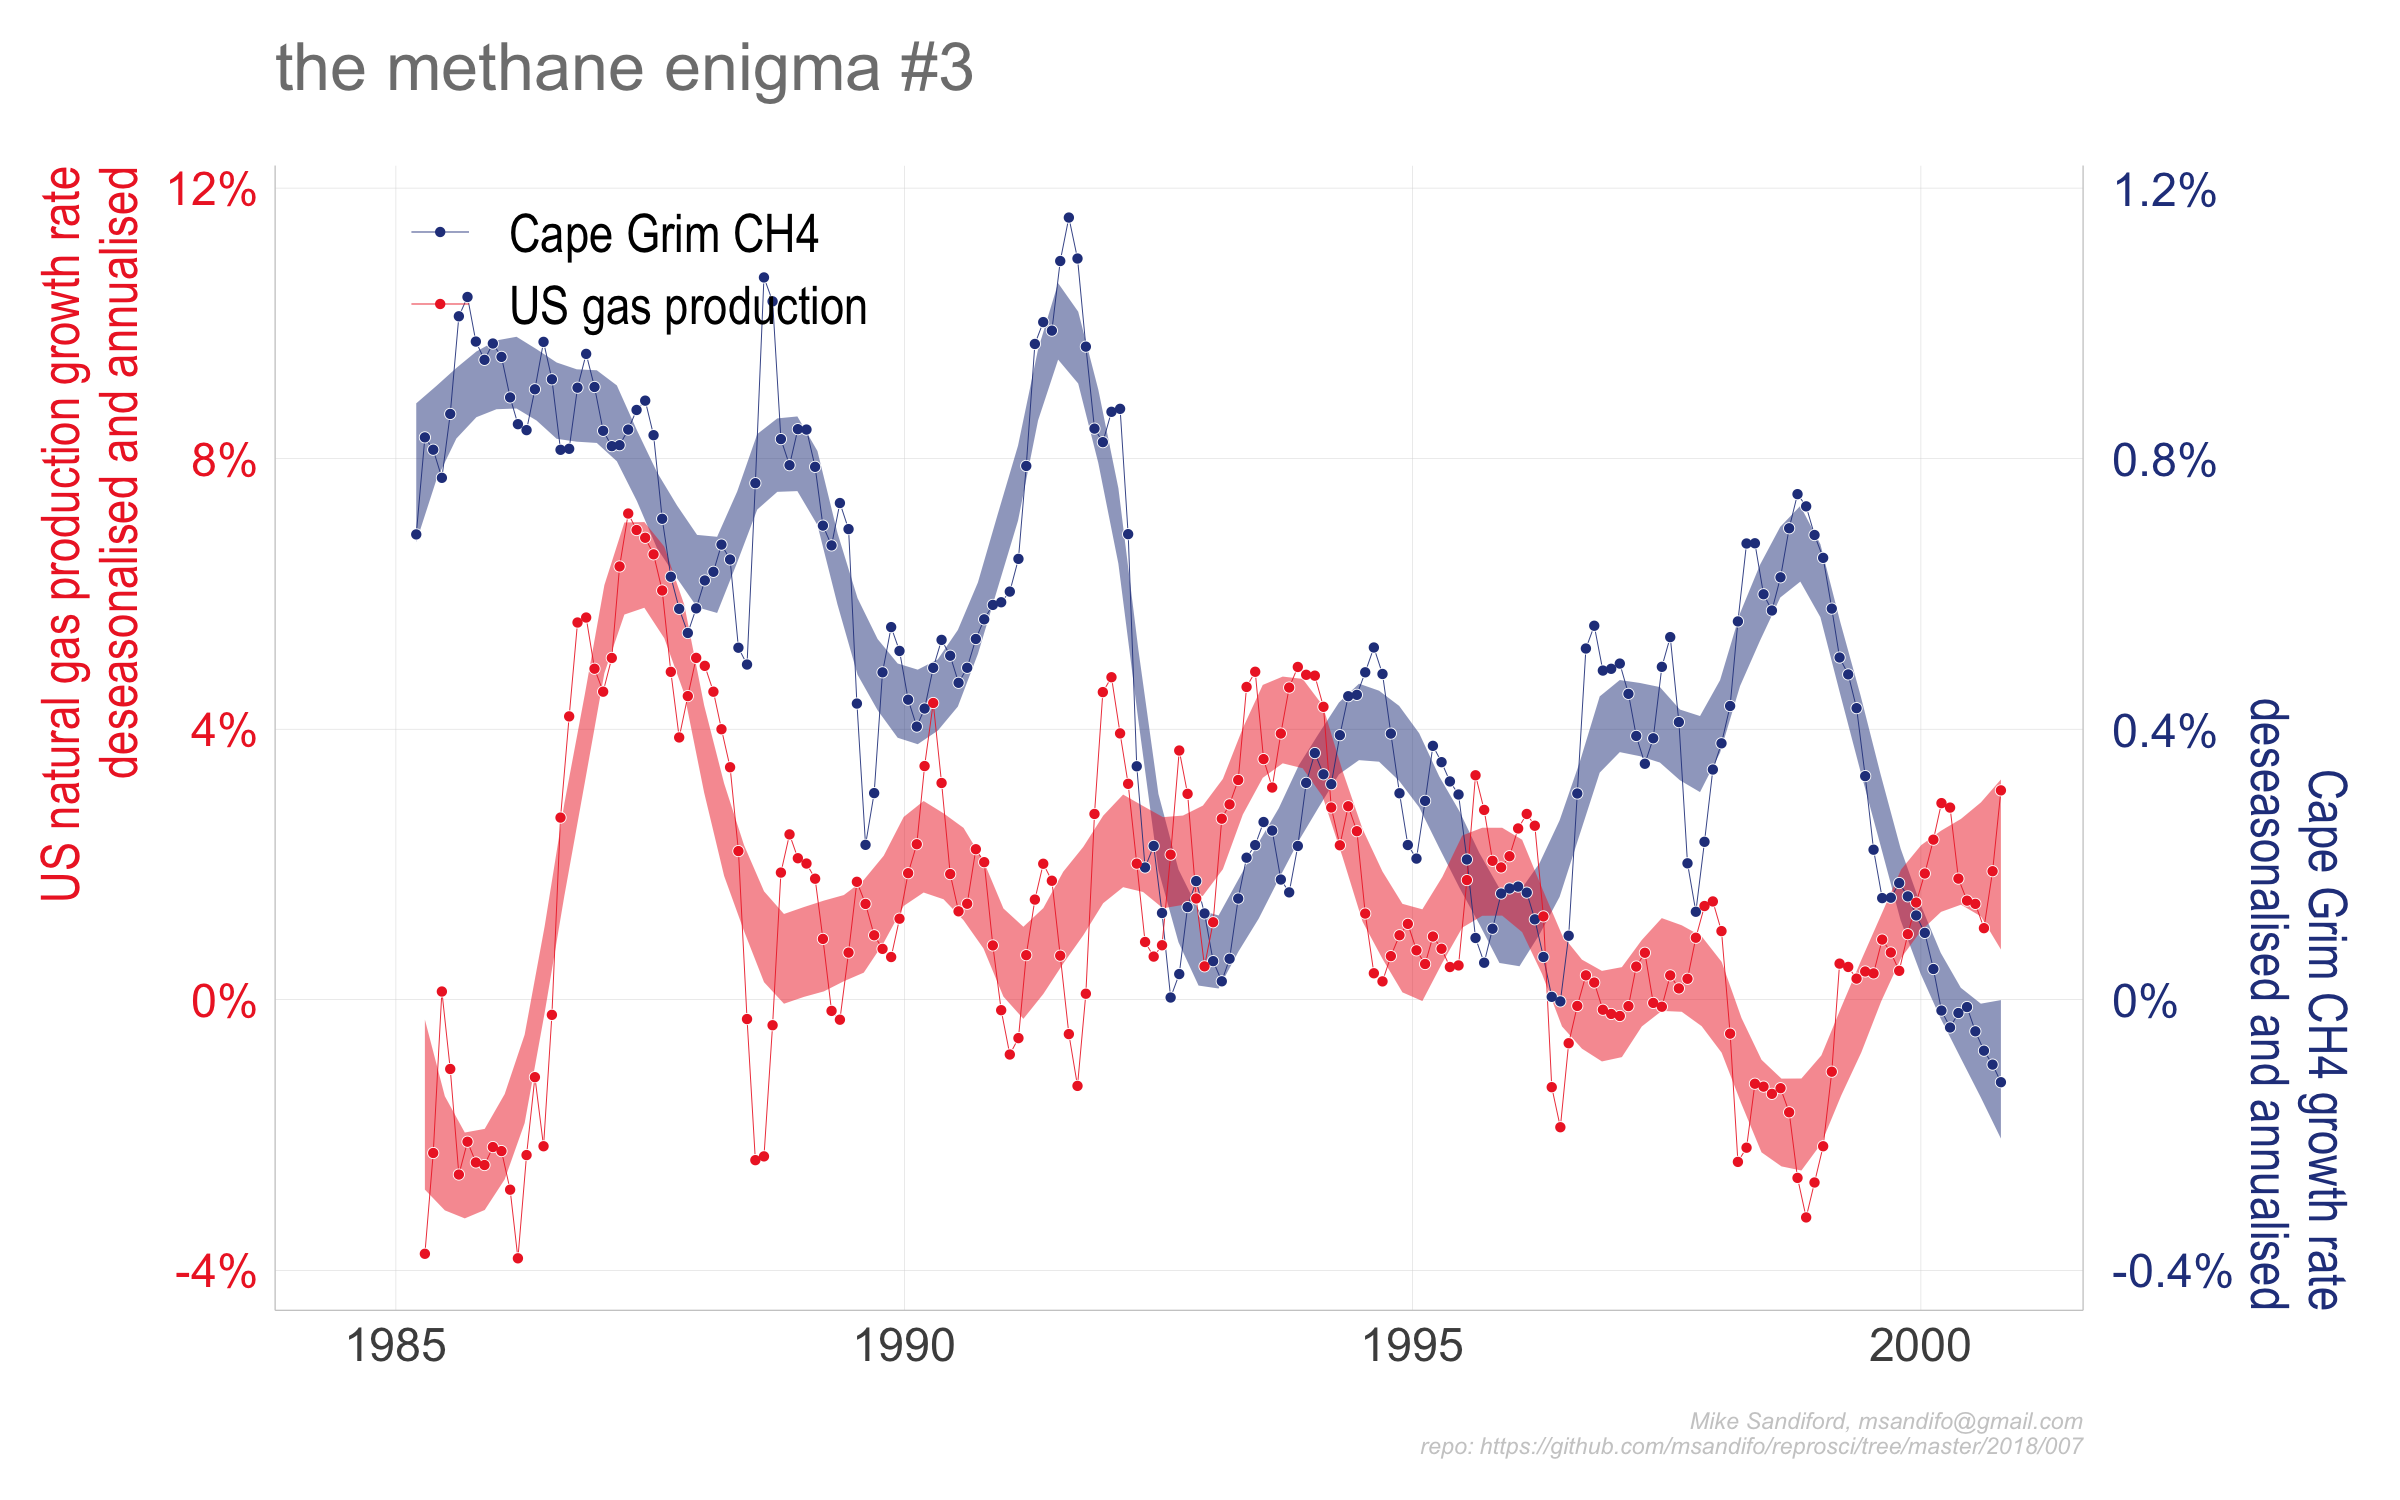 the methane enigma #3
US natural gas production growth rate
deseasonalised and annualised
12%
8%
4%
0%
-4%
Cape Grim CH4
US gas production
1.2%
0.8%
0.4%
0%
-0.4%
Cape Grim CH4 growth rate
deseasonalised and annualised
1985
1990
1995
2000
Mike Sandiford, msandifo@gmail.com
repo: https://github.com/msandifo/reprosci/tree/master/2018/007